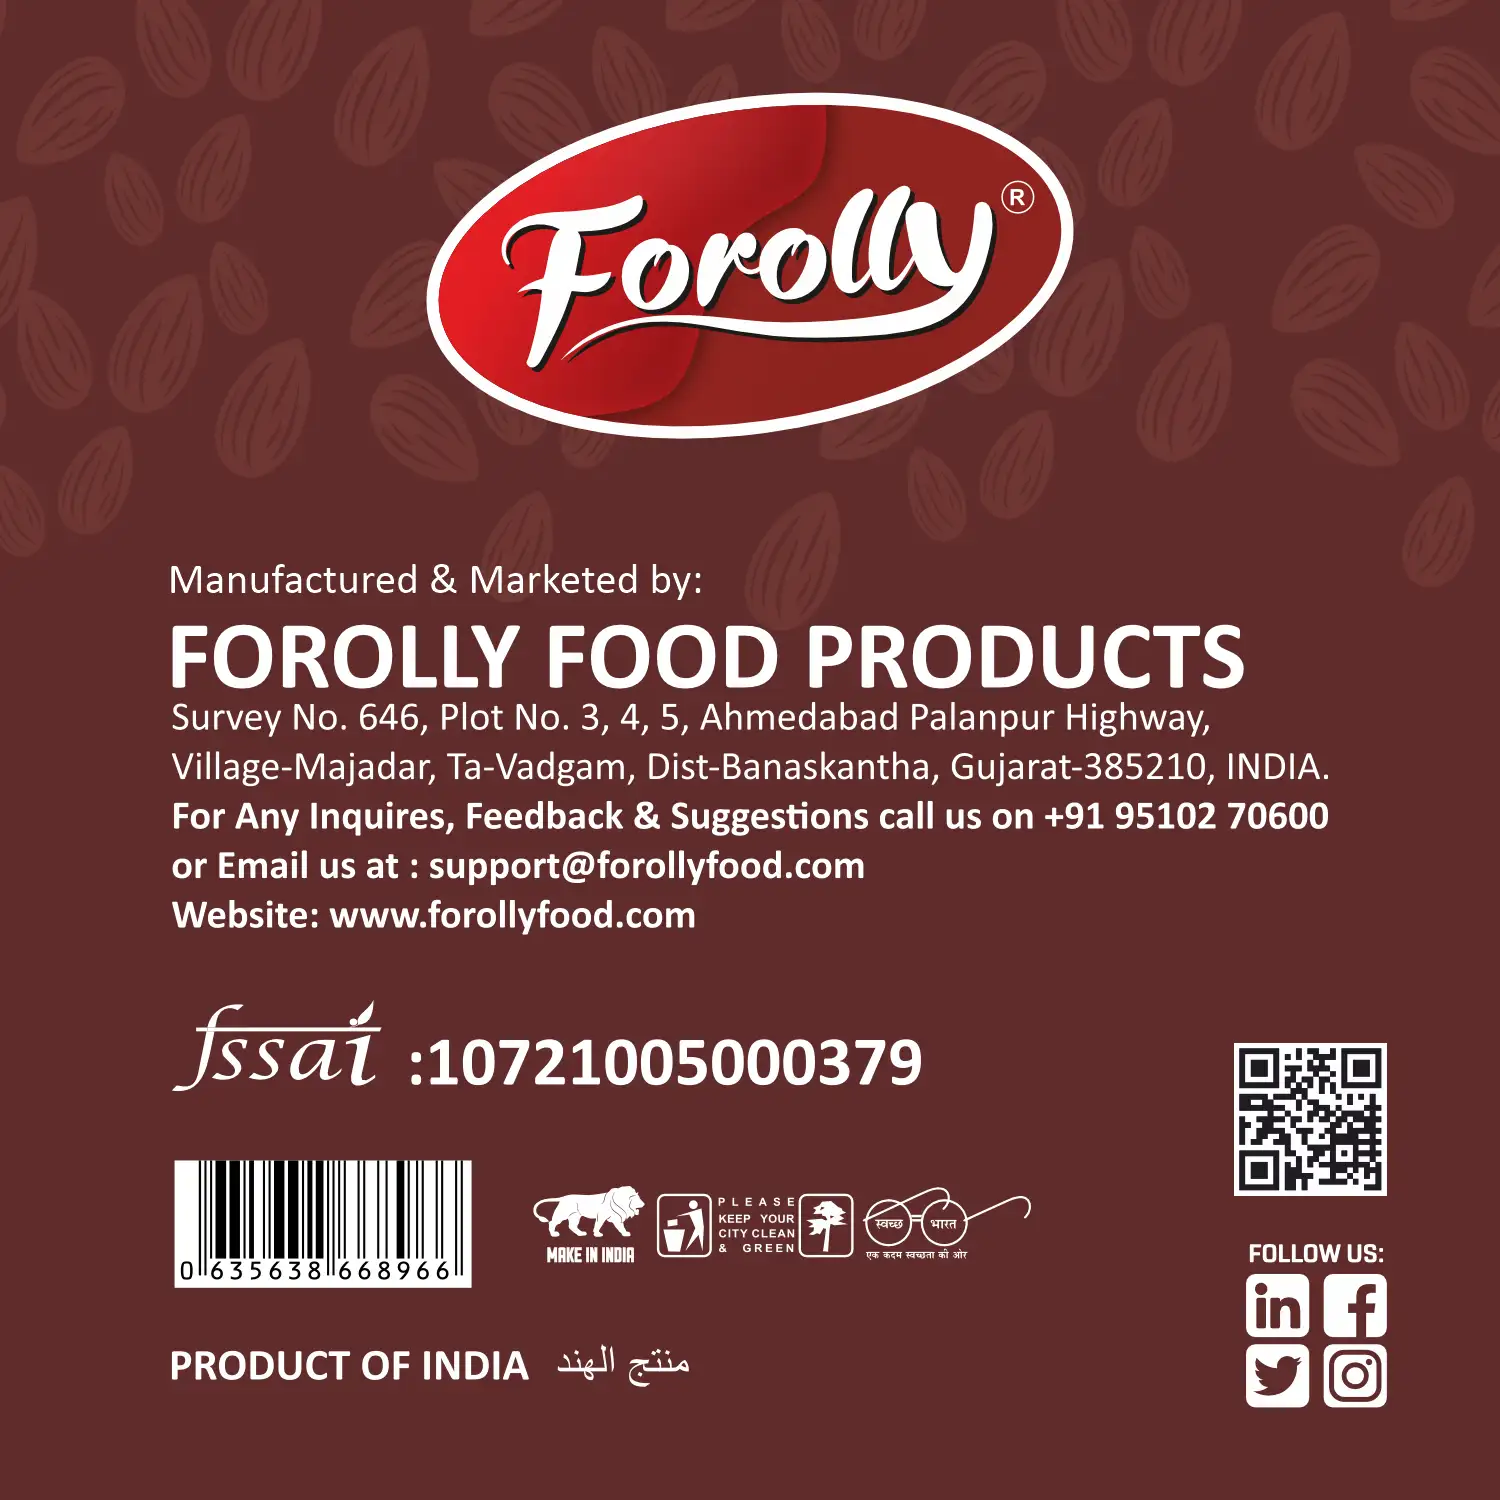 Forolly®
Manufactured & Marketed by:
FOROLLY FOOD PRODUCTS
Survey No. 646, Plot No. 3, 4, 5, Ahmedabad Palanpur Highway,
Village-Majadar, Ta-Vadgam, Dist-Banaskantha, Gujarat-385210, INDIA.
For Any Inquires, Feedback & Suggestions call us on +91 95102 70600
or Email us at : support@forollyfood.com
Website: www.forollyfood.com
fssai :10721005000379
0 635638 668966
MAKE IN INDIA
PLEASE
KEEP YOUR
CITY CLEAN
& GREEN
स्वच्छ भारत
एक कदम स्वच्छता की ओर
FOLLOW US:
in f
PRODUCT OF INDIA منتج الهند